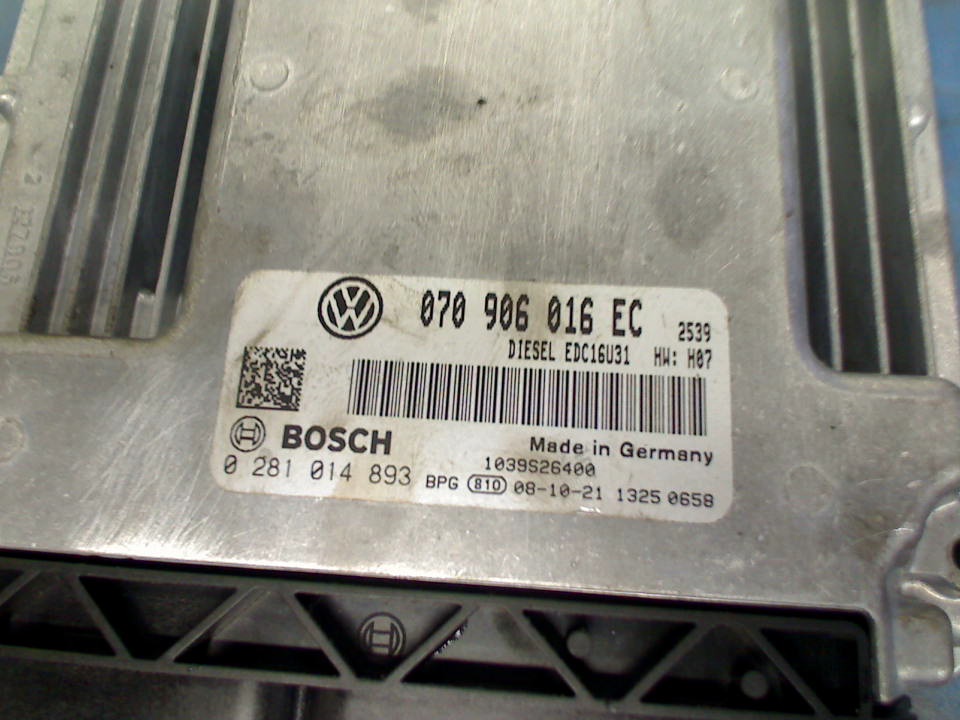 070 906 016 EC 2539
DIESEL EDC16U31 HW: H07
BOSCH
Made in Germany
1039S26400
0 281 014 893 BPG 810 08-10-21 1325 0658